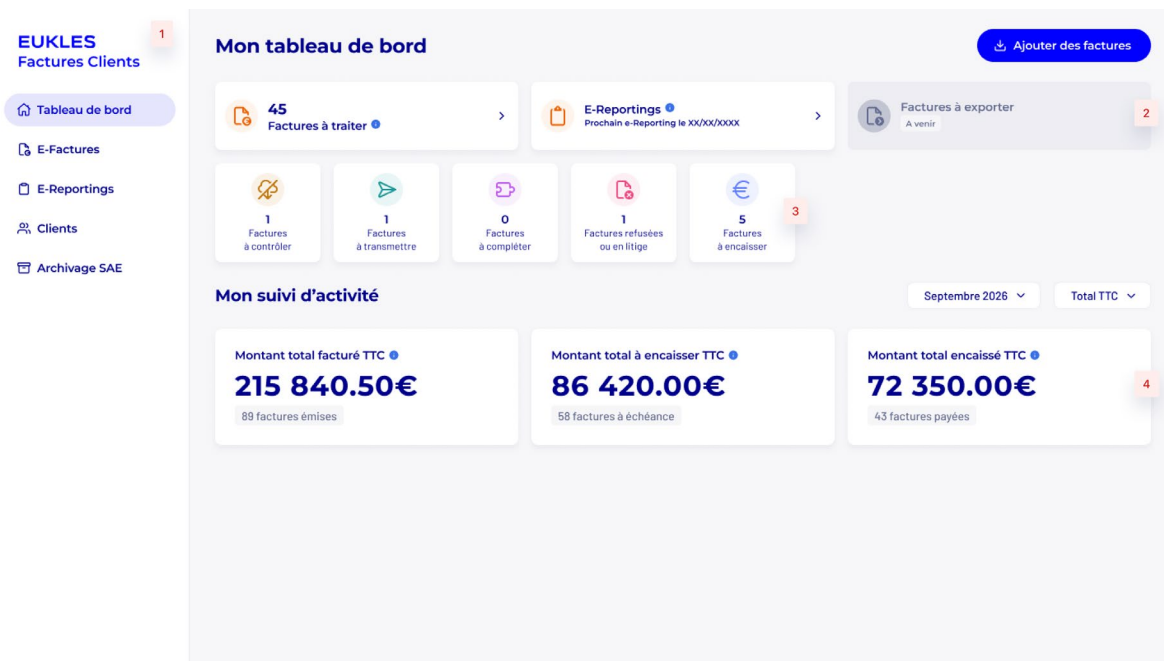 EUKLES
Factures Clients
1
Tableau de bord
E-Factures
E-Reportings
Clients
Archivage SAE
Mon tableau de bord
Ajouter des factures
45
Factures à traiter
E-Reportings
Prochain e-Reporting le XX/XX/XXXX
Factures à exporter
A venir
2
1
Factures
à contrôler
1
Factures
à transmettre
0
Factures
à compléter
1
Factures refusées
ou en litige
5
Factures
à encaisser
3
Mon suivi d'activité
Septembre 2026
Total TTC
Montant total facturé TTC
215 840.50€
89 factures émises
Montant total à encaisser TTC
86 420.00€
58 factures à échéance
Montant total encaissé TTC
72 350.00€
43 factures payées
4